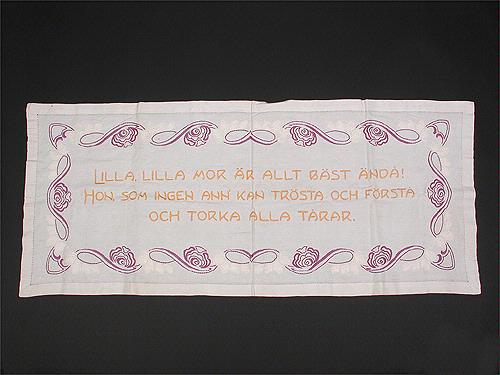 LILLA, LILLA MOR ÄR ALLT BÄST ÄNDÅ!
HON, SOM INGEN ANN' KAN TRÖSTA OCH FÖRSTÅ
OCH TORKA ALLA TÅRAR.